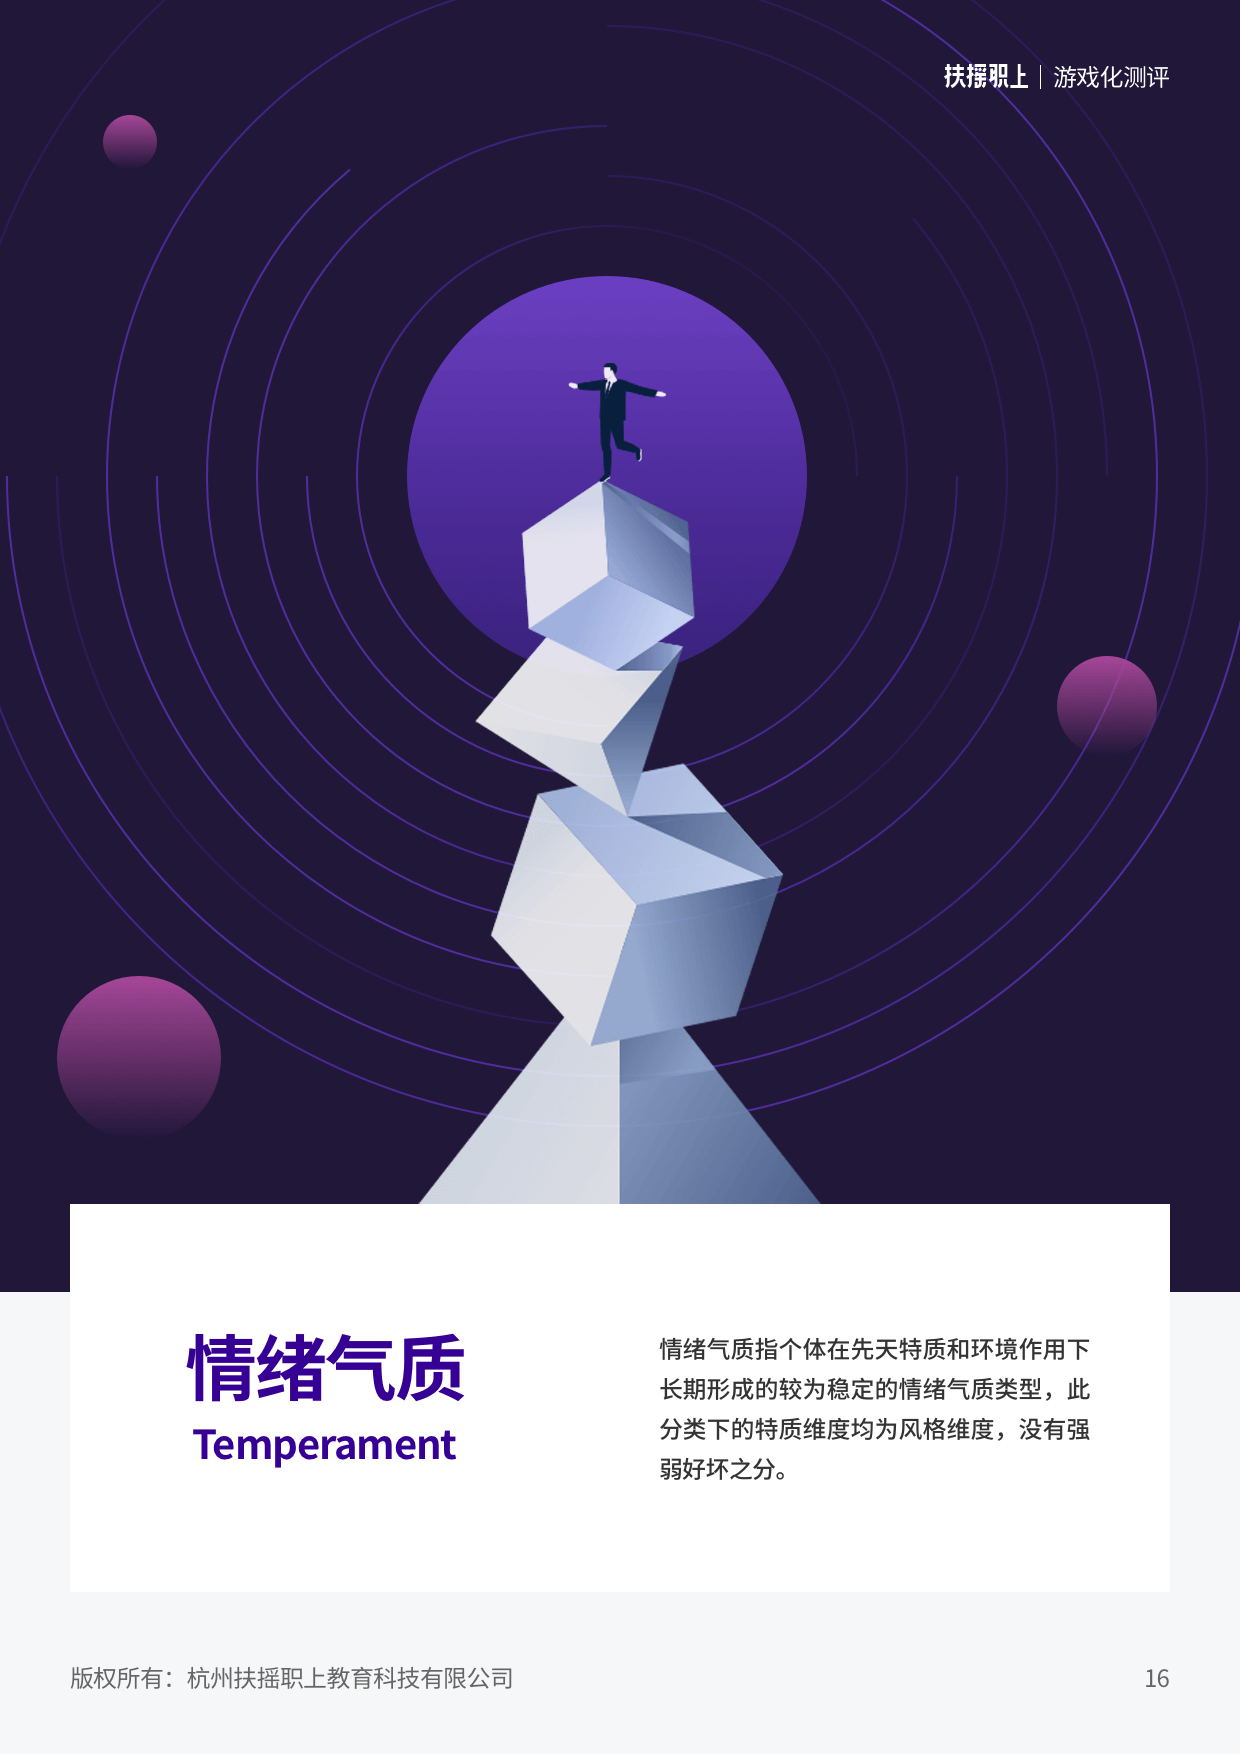 扶摇职上 | 游戏化测评
情绪气质
Temperament
情绪气质指个体在先天特质和环境作用下
长期形成的较为稳定的情绪气质类型，此
分类下的特质维度均为风格维度，没有强
弱好坏之分。
版权所有：杭州扶摇职上教育科技有限公司
16